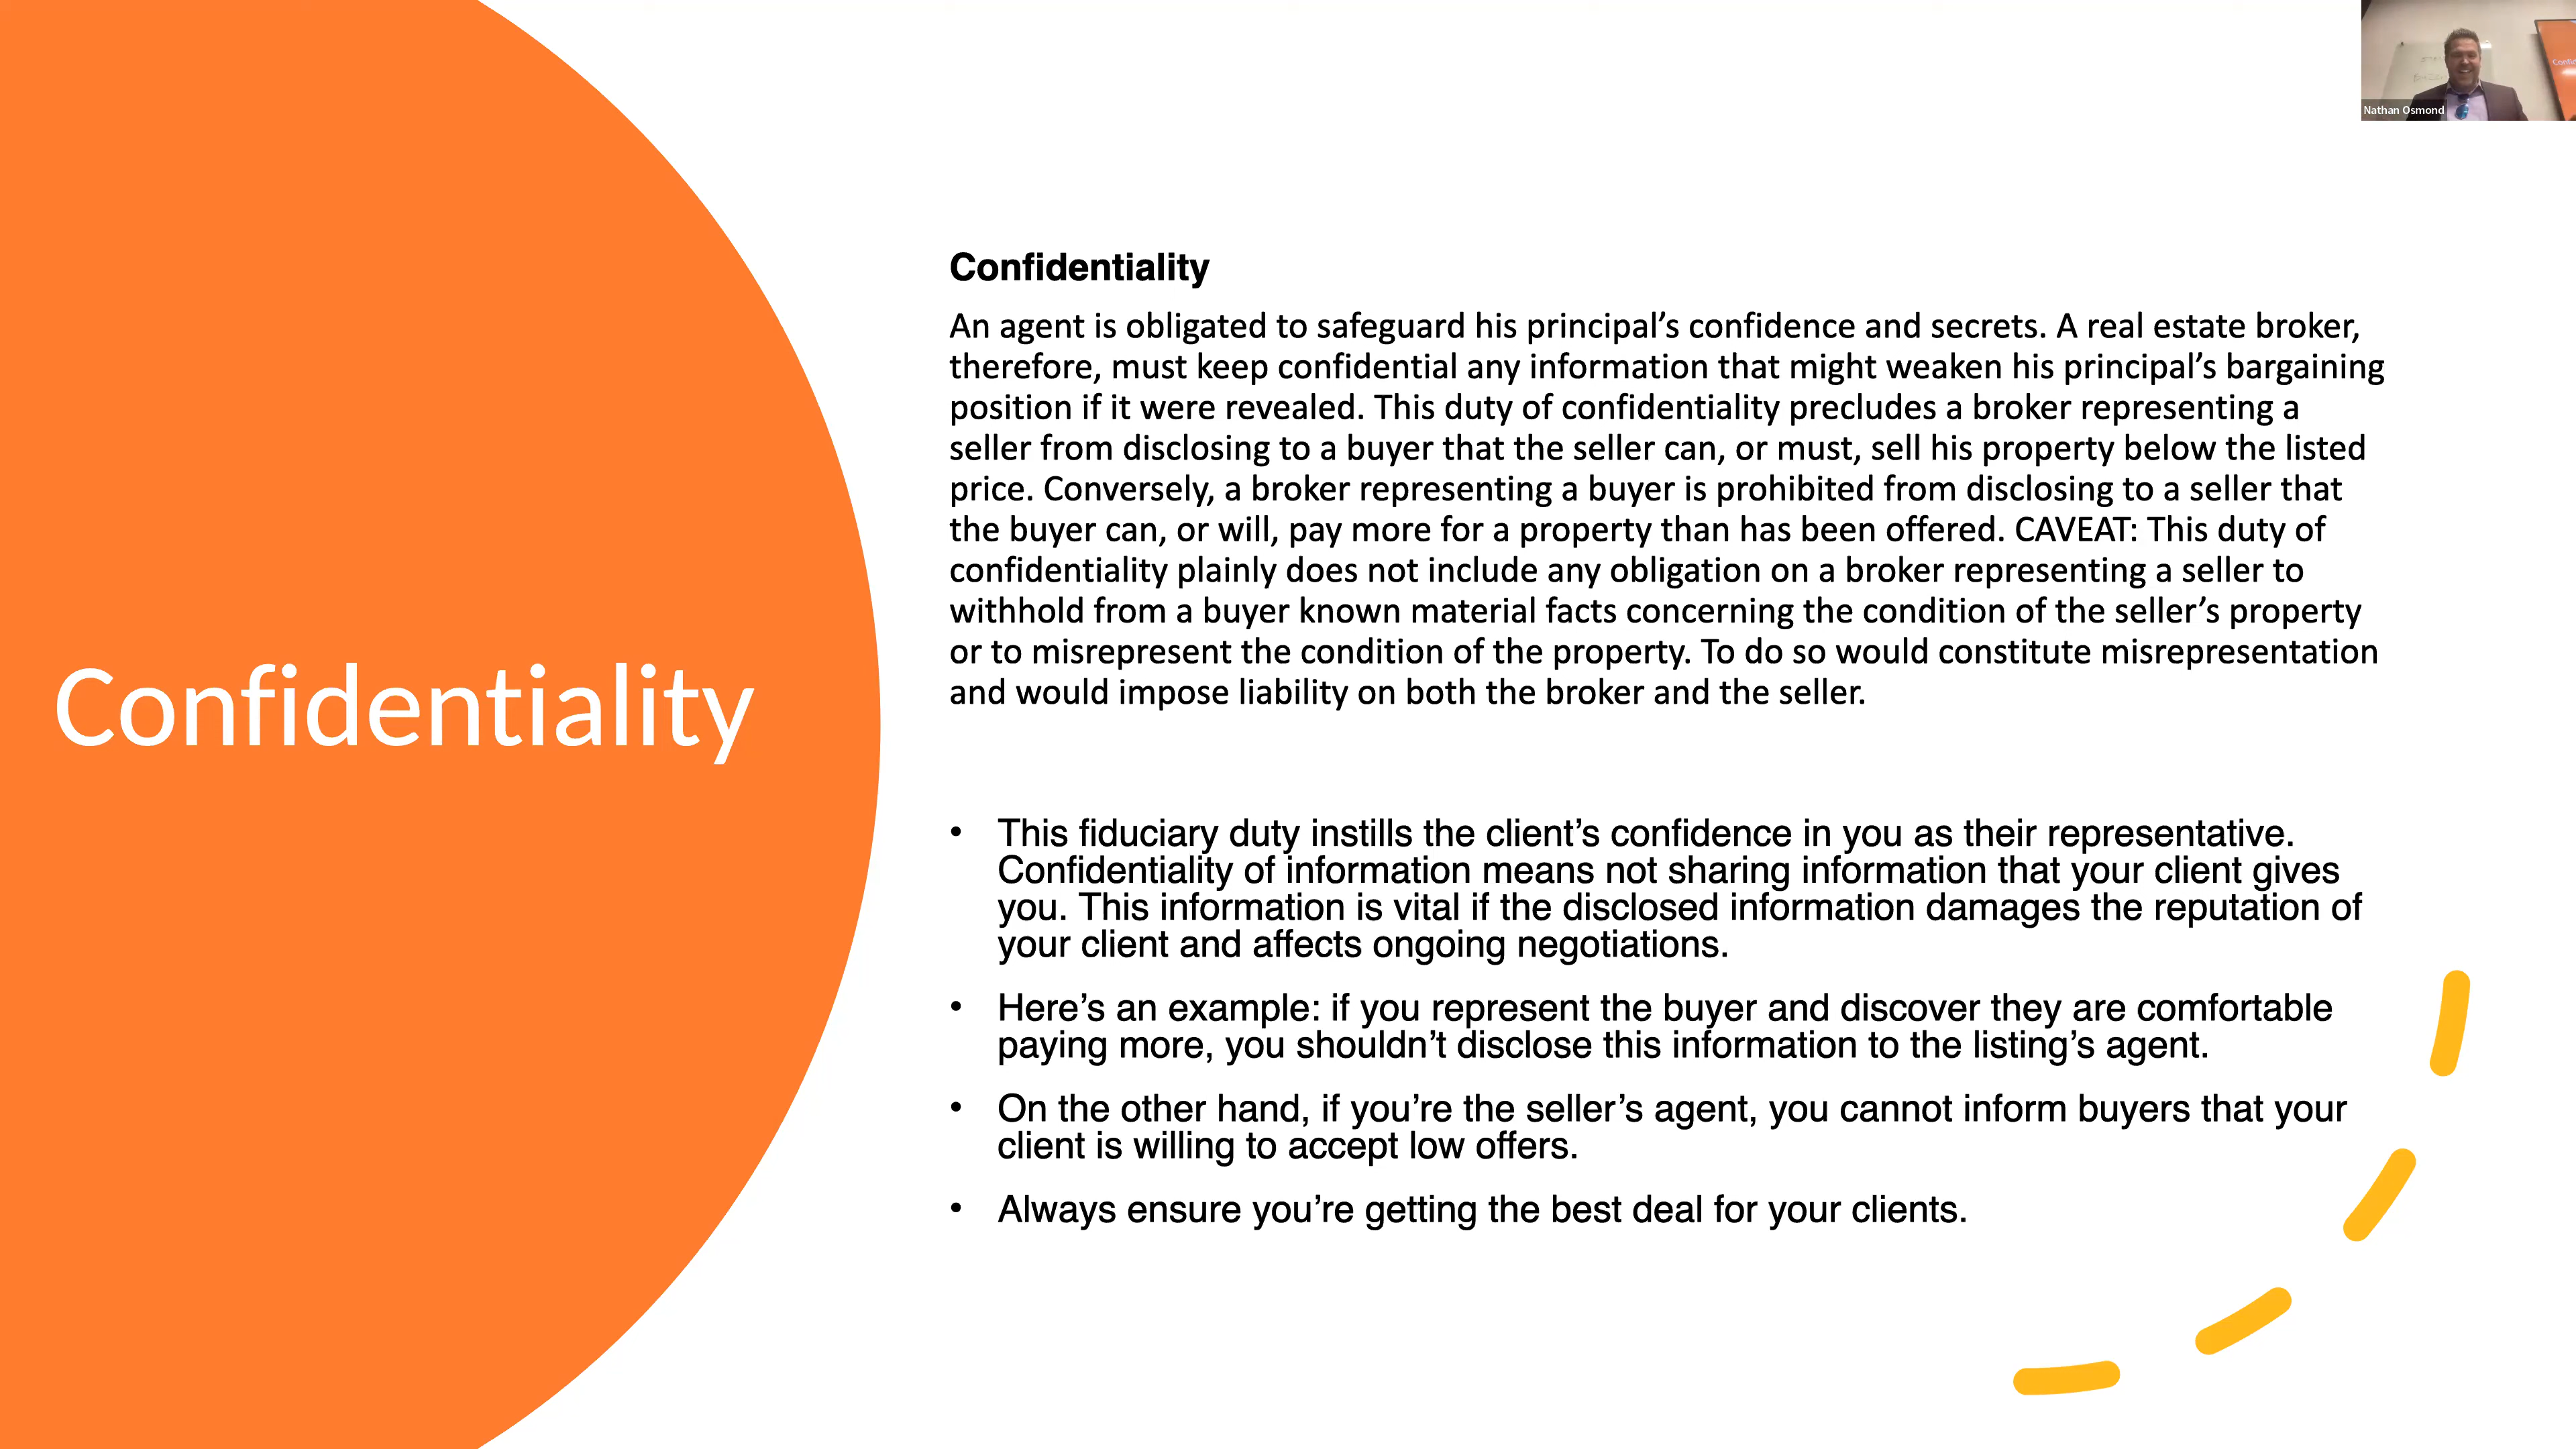 Nathan Osmond
Confidentiality
Confidentiality
An agent is obligated to safeguard his principal’s confidence and secrets. A real estate broker,
therefore, must keep confidential any information that might weaken his principal’s bargaining
position if it were revealed. This duty of confidentiality precludes a broker representing a
seller from disclosing to a buyer that the seller can, or must, sell his property below the listed
price. Conversely, a broker representing a buyer is prohibited from disclosing to a seller that
the buyer can, or will, pay more for a property than has been offered. CAVEAT: This duty of
confidentiality plainly does not include any obligation on a broker representing a seller to
withhold from a buyer known material facts concerning the condition of the seller’s property
or to misrepresent the condition of the property. To do so would constitute misrepresentation
and would impose liability on both the broker and the seller.
• This fiduciary duty instills the client’s confidence in you as their representative.
Confidentiality of information means not sharing information that your client gives
you. This information is vital if the disclosed information damages the reputation of
your client and affects ongoing negotiations.
• Here’s an example: if you represent the buyer and discover they are comfortable
paying more, you shouldn’t disclose this information to the listing’s agent.
• On the other hand, if you’re the seller’s agent, you cannot inform buyers that your
client is willing to accept low offers.
• Always ensure you’re getting the best deal for your clients.